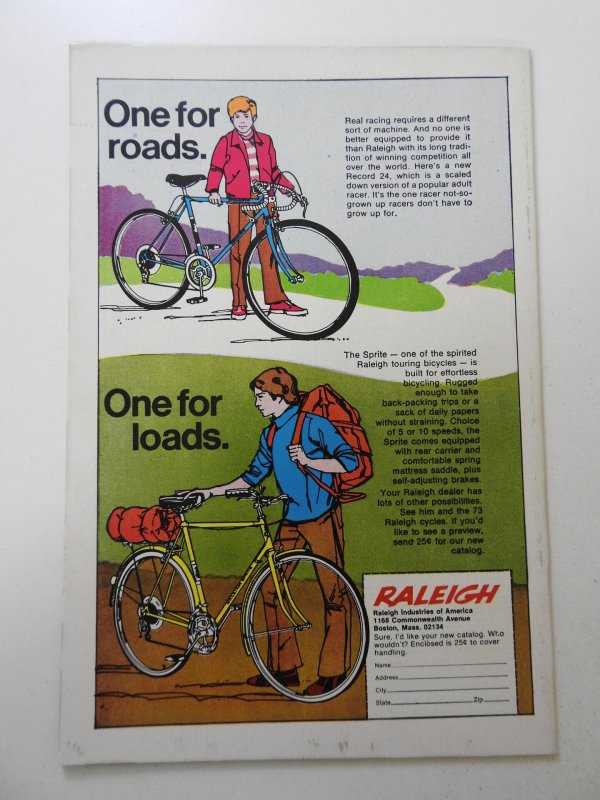 One for
roads.
Real racing requires a different
sort of machine. And no one is
better equipped to provide it
than Raleigh with its long tradi-
tion of winning competition all
over the world. Here's a new
Record 24, which is a scaled
down version of a popular adult
racer. It's the one racer not-so-
grown up racers don't have to
grow up for.
The Sprite — one of the spirited
Raleigh touring bicycles — is
built for effortless
bicycling. Rugged
enough to take
back-packing trips or a
sack of daily papers
without straining. Choice
of 5 or 10 speeds, the
Sprite comes equipped
with rear carrier and
comfortable spring
mattress saddle, plus
self-adjusting brakes.
Your Raleigh dealer has
lots of other possibilities.
See him and the 73
Raleigh cycles. If you'd
like to see a preview,
send 25¢ for our new
catalog.
One for
loads.
RALEIGH
Raleigh Industries of America
1168 Commonwealth Avenue
Boston, Mass. 02134
Sure, I'd like your new catalog. Who
wouldn't? Enclosed is 25¢ to cover
handling.
Name
Address
City
State Zip